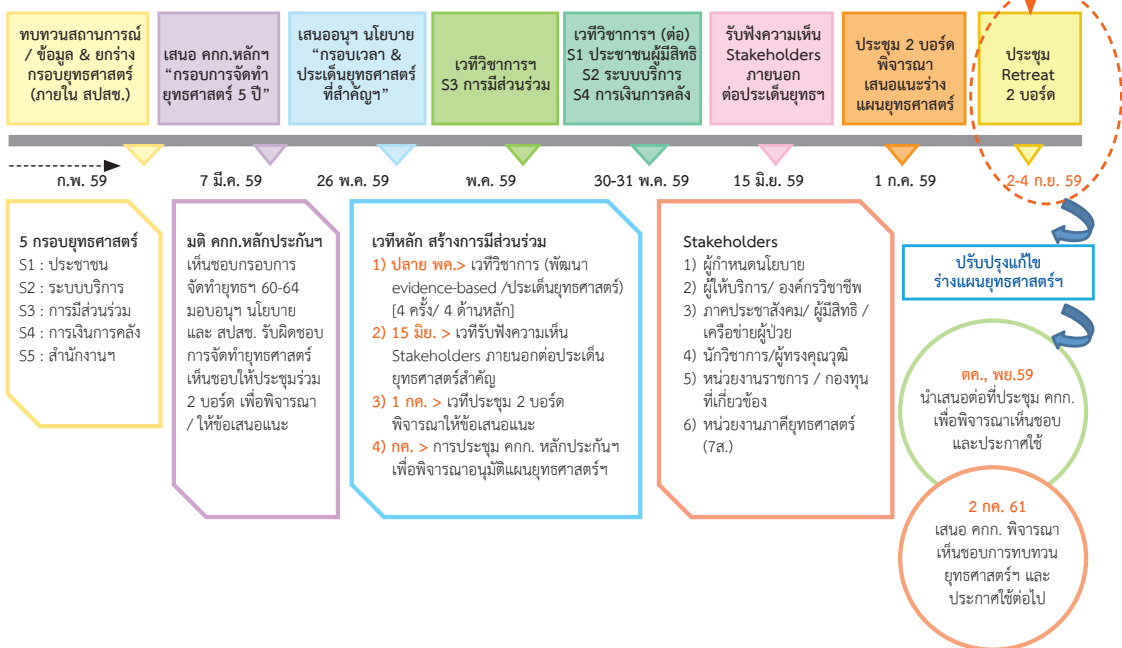 ทบทวนสถานการณ์
/ ข้อมูล & ยกร่าง
กรอบยุทธศาสตร์
(ภายใน สปสช.)
เสนอ คกก.หลักฯ
“กรอบการจัดทำ
ยุทธศาสตร์ 5 ปี”
เสนออนุฯ นโยบาย
“กรอบเวลา &
ประเด็นยุทธศาสตร์
ที่สำคัญฯ”
เวทีวิชาการฯ
S3 การมีส่วนร่วม
เวทีวิชาการฯ (ต่อ)
S1 ประชาชนผู้มีสิทธิ
S2 ระบบบริการ
S4 การเงินการคลัง
รับฟังความเห็น
Stakeholders
ภายนอก
ต่อประเด็นยุทธฯ
ประชุม 2 บอร์ด
พิจารณา
เสนอแนะร่าง
แผนยุทธศาสตร์
ประชุม
Retreat
2 บอร์ด
ก.พ. 59
7 มี.ค. 59
26 พ.ค. 59
พ.ค. 59
30-31 พ.ค. 59
15 มิ.ย. 59
1 ก.ค. 59
2-4 ก.ย. 59
5 กรอบยุทธศาสตร์
S1 : ประชาชน
S2 : ระบบบริการ
S3 : การมีส่วนร่วม
S4 : การเงินการคลัง
S5 : สำนักงานฯ
มติ คกก.หลักประกันฯ
เห็นชอบกรอบการ
จัดทำยุทธฯ 60-64
มอบอนุฯ นโยบาย
และ สปสช. รับผิดชอบ
การจัดทำยุทธศาสตร์
เห็นชอบให้ประชุมร่วม
2 บอร์ด เพื่อพิจารณา
/ ให้ข้อเสนอแนะ
เวทีหลัก สร้างการมีส่วนร่วม
1) ปลาย พค.> เวทีวิชาการ (พัฒนา
evidence-based /ประเด็นยุทธศาสตร์)
[4 ครั้ง/ 4 ด้านหลัก]
2) 15 มิย. > เวทีรับฟังความเห็น
Stakeholders ภายนอกต่อประเด็น
ยุทธศาสตร์สำคัญ
3) 1 กค. > เวทีประชุม 2 บอร์ด
พิจารณาให้ข้อเสนอแนะ
4) กค. > การประชุม คกก. หลักประกันฯ
เพื่อพิจารณาอนุมัติแผนยุทธศาสตร์ฯ
Stakeholders
1) ผู้กำหนดนโยบาย
2) ผู้ให้บริการ/ องค์กรวิชาชีพ
3) ภาคประชาสังคม/ ผู้มีสิทธิ /
เครือข่ายผู้ป่วย
4) นักวิชาการ/ผู้ทรงคุณวุฒิ
5) หน่วยงานราชการ / กองทุน
ที่เกี่ยวข้อง
6) หน่วยงานภาคียุทธศาสตร์
(7ส.)
ปรับปรุงแก้ไข
ร่างแผนยุทธศาสตร์ฯ
ตค., พย.59
นำเสนอต่อที่ประชุม คกก.
เพื่อพิจารณาเห็นชอบ
และประกาศใช้
2 กค. 61
เสนอ คกก. พิจารณา
เห็นชอบการทบทวน
ยุทธศาสตร์ฯ และ
ประกาศใช้ต่อไป